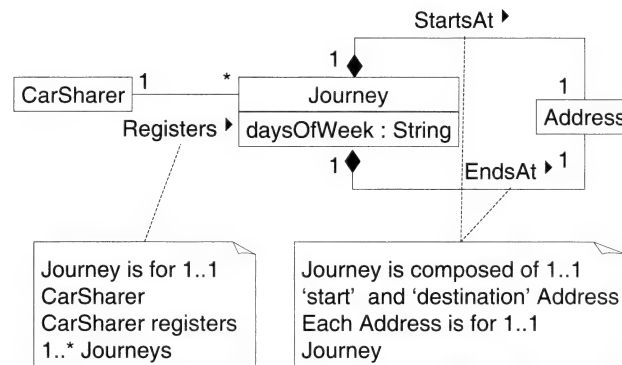 StartsAt ▶
1
1
*
1
CarSharer
Journey
Address
Registers ▶
daysOfWeek : String
1
EndsAt ▶
1
Journey is for 1..1
CarSharer
CarSharer registers
1..* Journeys
Journey is composed of 1..1
‘start’ and ‘destination’ Address
Each Address is for 1..1
Journey